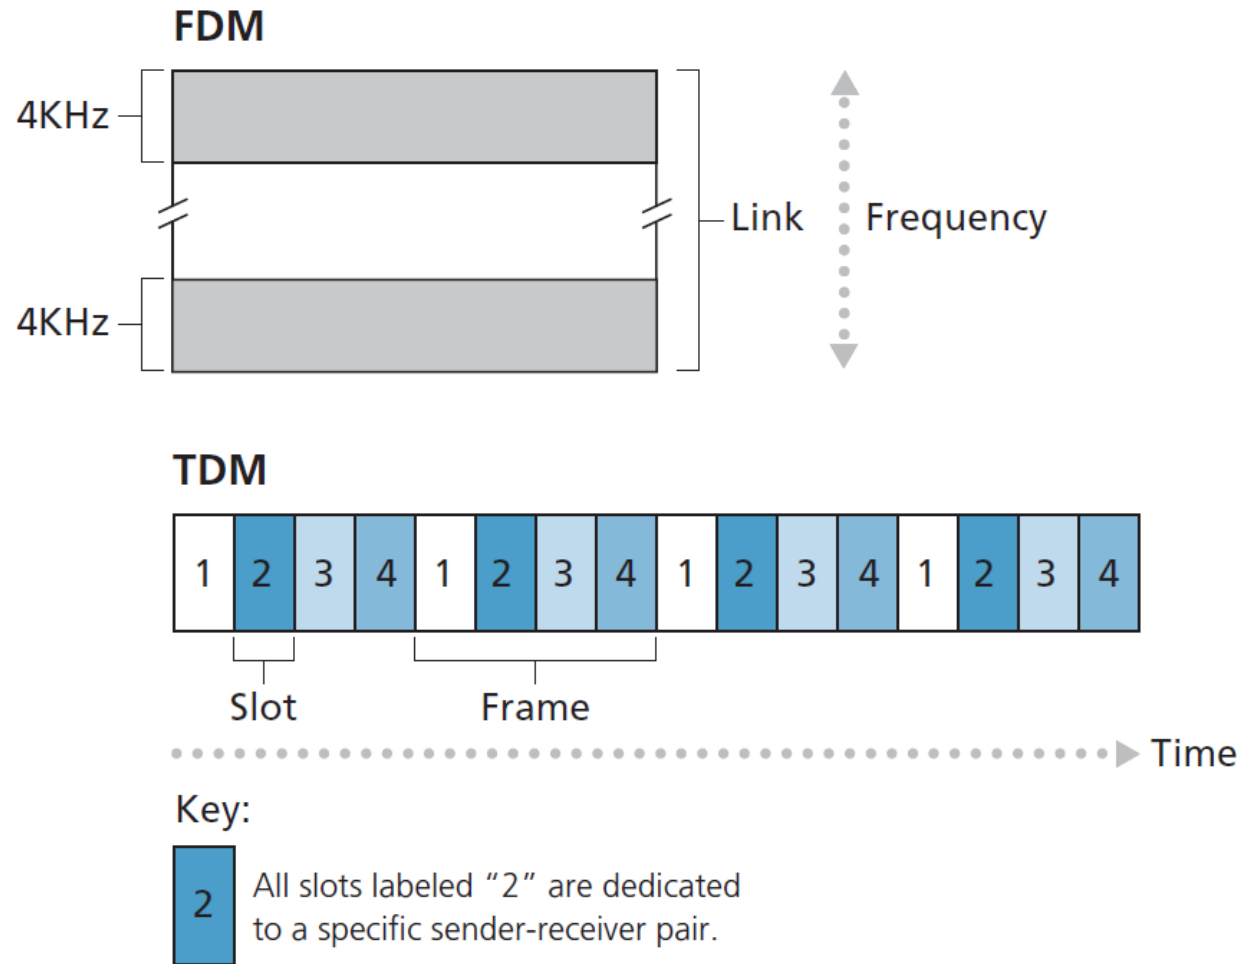 FDM
4KHz
Link
Frequency
4KHz
TDM
1 2 3 4 1 2 3 4 1 2 3 4 1 2 3 4
Slot
Frame
Time
Key:
2
All slots labeled “2” are dedicated
to a specific sender-receiver pair.